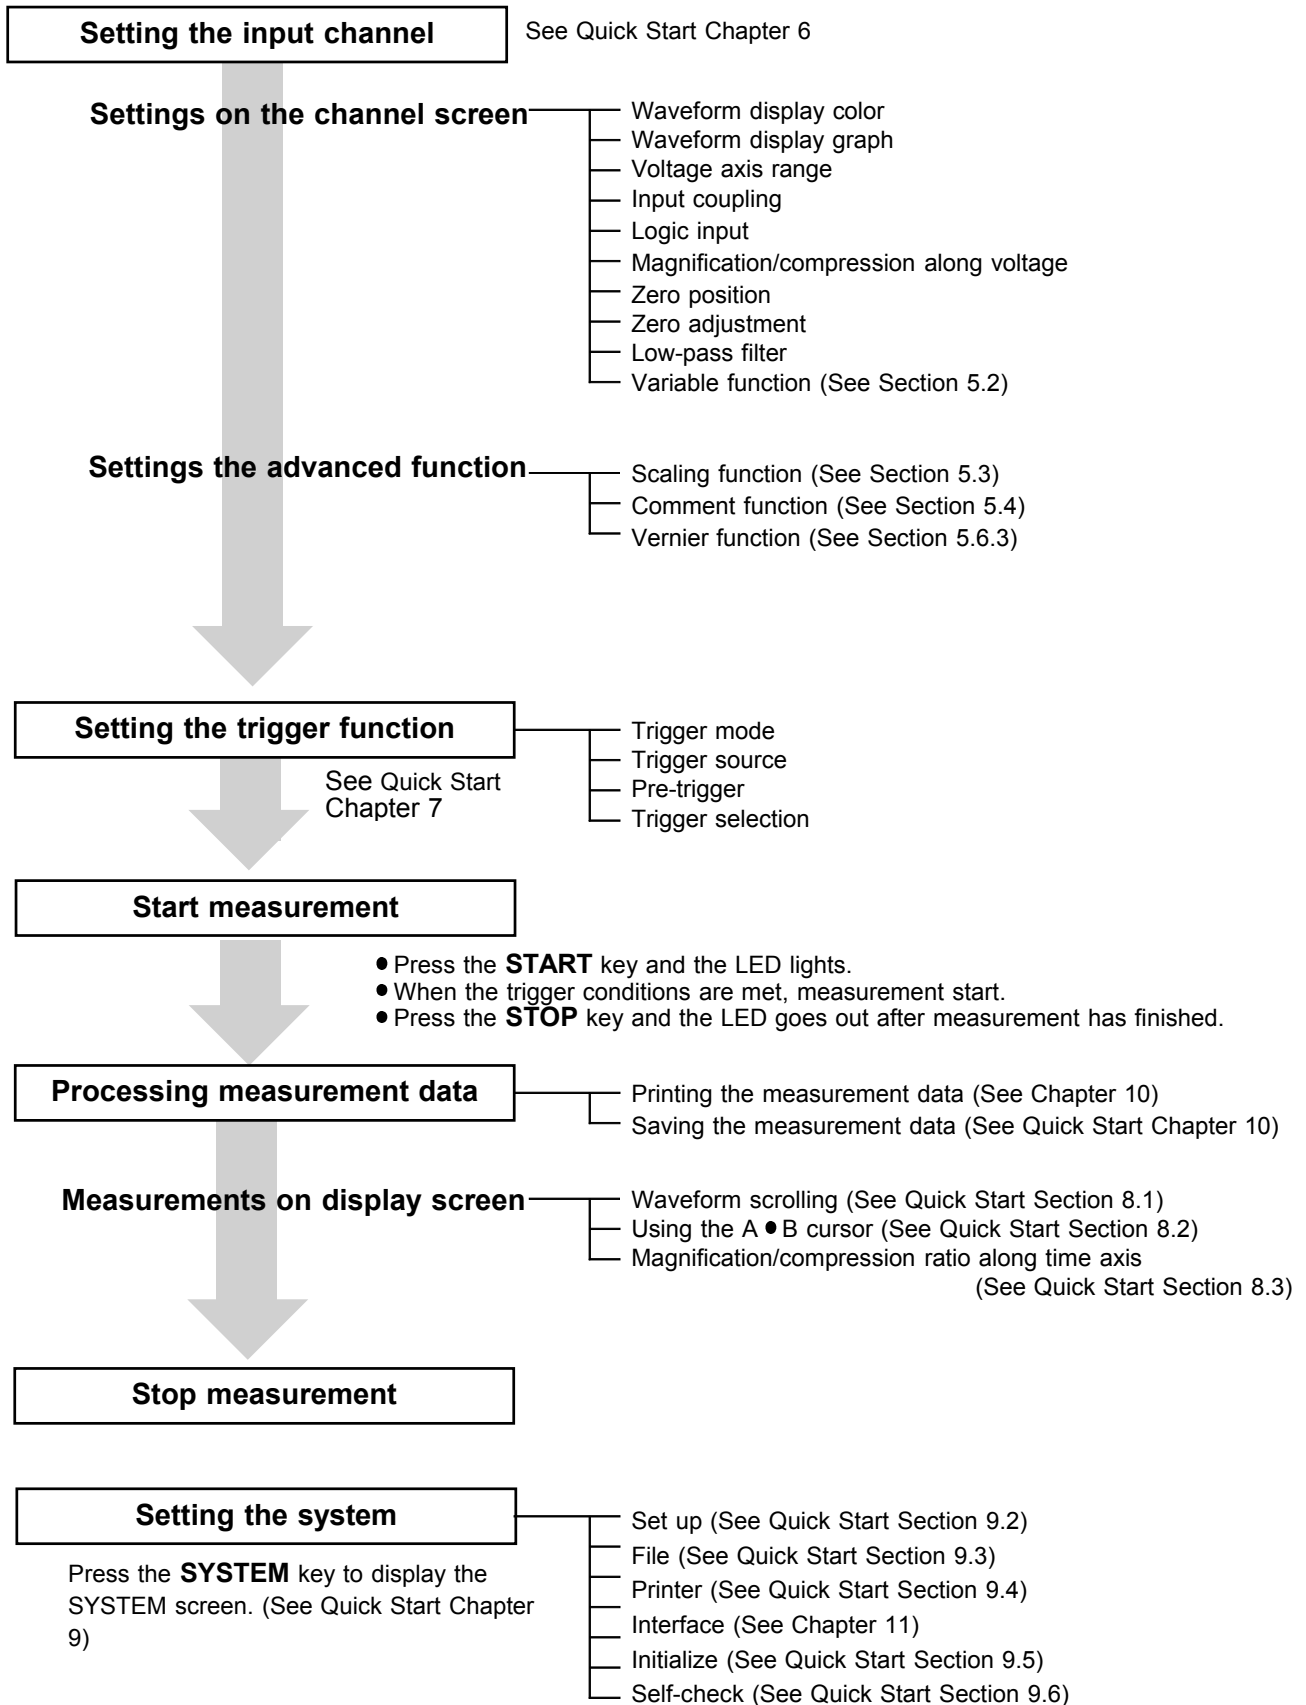 Setting the input channel
See Quick Start Chapter 6
Settings on the channel screen
Waveform display color
Waveform display graph
Voltage axis range
Input coupling
Logic input
Magnification/compression along voltage
Zero position
Zero adjustment
Low-pass filter
Variable function (See Section 5.2)
Settings the advanced function
Scaling function (See Section 5.3)
Comment function (See Section 5.4)
Vernier function (See Section 5.6.3)
Setting the trigger function
Trigger mode
Trigger source
Pre-trigger
Trigger selection
See Quick Start
Chapter 7
Start measurement
● Press the START key and the LED lights.
● When the trigger conditions are met, measurement start.
● Press the STOP key and the LED goes out after measurement has finished.
Processing measurement data
Printing the measurement data (See Chapter 10)
Saving the measurement data (See Quick Start Chapter 10)
Measurements on display screen
Waveform scrolling (See Quick Start Section 8.1)
Using the A ● B cursor (See Quick Start Section 8.2)
Magnification/compression ratio along time axis
(See Quick Start Section 8.3)
Stop measurement
Setting the system
Press the SYSTEM key to display the
SYSTEM screen. (See Quick Start Chapter
9)
Set up (See Quick Start Section 9.2)
File (See Quick Start Section 9.3)
Printer (See Quick Start Section 9.4)
Interface (See Chapter 11)
Initialize (See Quick Start Section 9.5)
Self-check (See Quick Start Section 9.6)